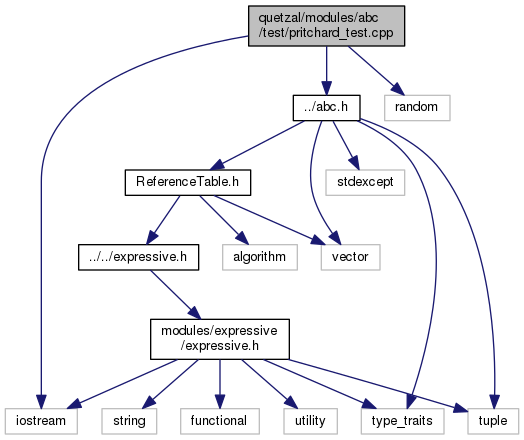 quetzal/modules/abc
/test/pritchard_test.cpp
../abc.h
random
ReferenceTable.h
stdexcept
../../expressive.h
algorithm
vector
modules/expressive
/expressive.h
iostream
string
functional
utility
type_traits
tuple